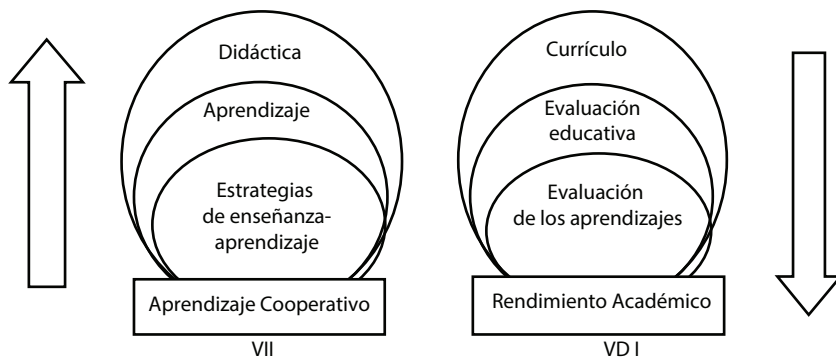 Didáctica
Aprendizaje
Estrategias
de enseñanza-
aprendizaje
Aprendizaje Cooperativo
VII
Currículo
Evaluación
educativa
Evaluación
de los aprendizajes
Rendimiento Académico
VD I